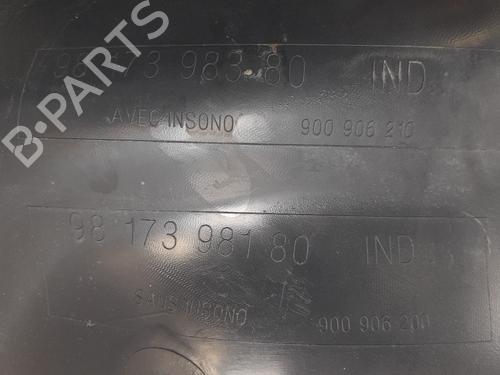 98 173 983 80 IND
AVEC INSONO 900 906 210
98 173 981 80 IND
SANS INSONO 900 906 200
B-PARTS